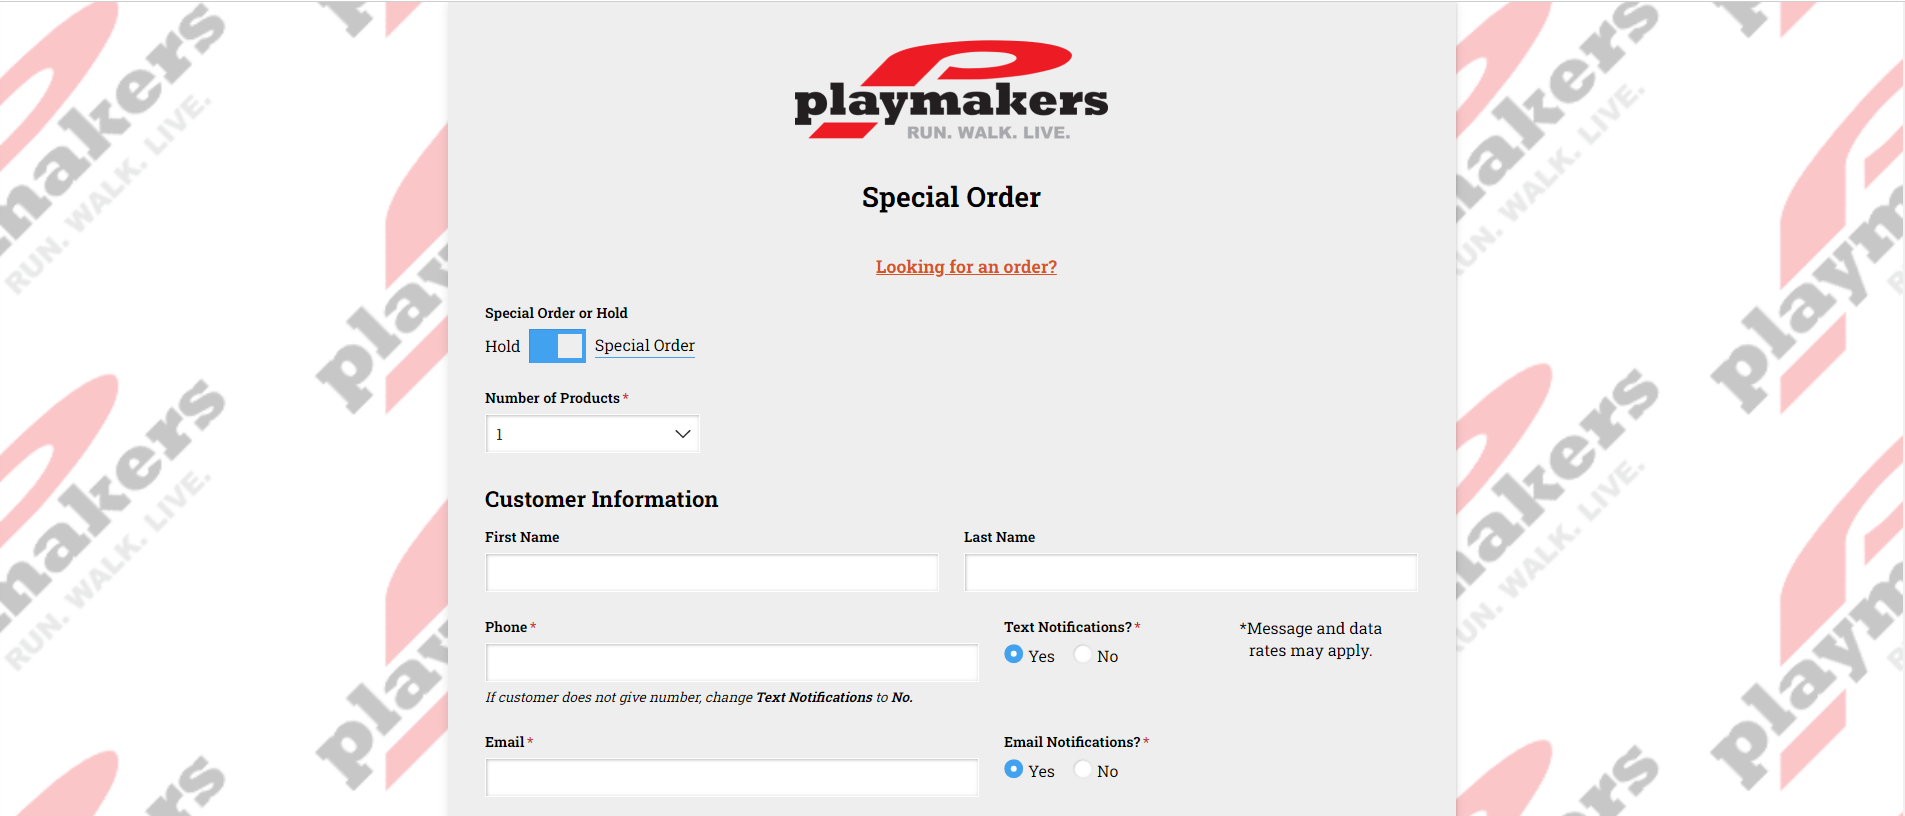 playmakers
RUN. WALK. LIVE.
Special Order
Looking for an order?
Special Order or Hold
Hold Special Order
Number of Products *
1
Customer Information
First Name Last Name
Phone * Text Notifications? * *Message and data
Yes No rates may apply.
If customer does not give number, change Text Notifications to No.
Email * Email Notifications? *
Yes No